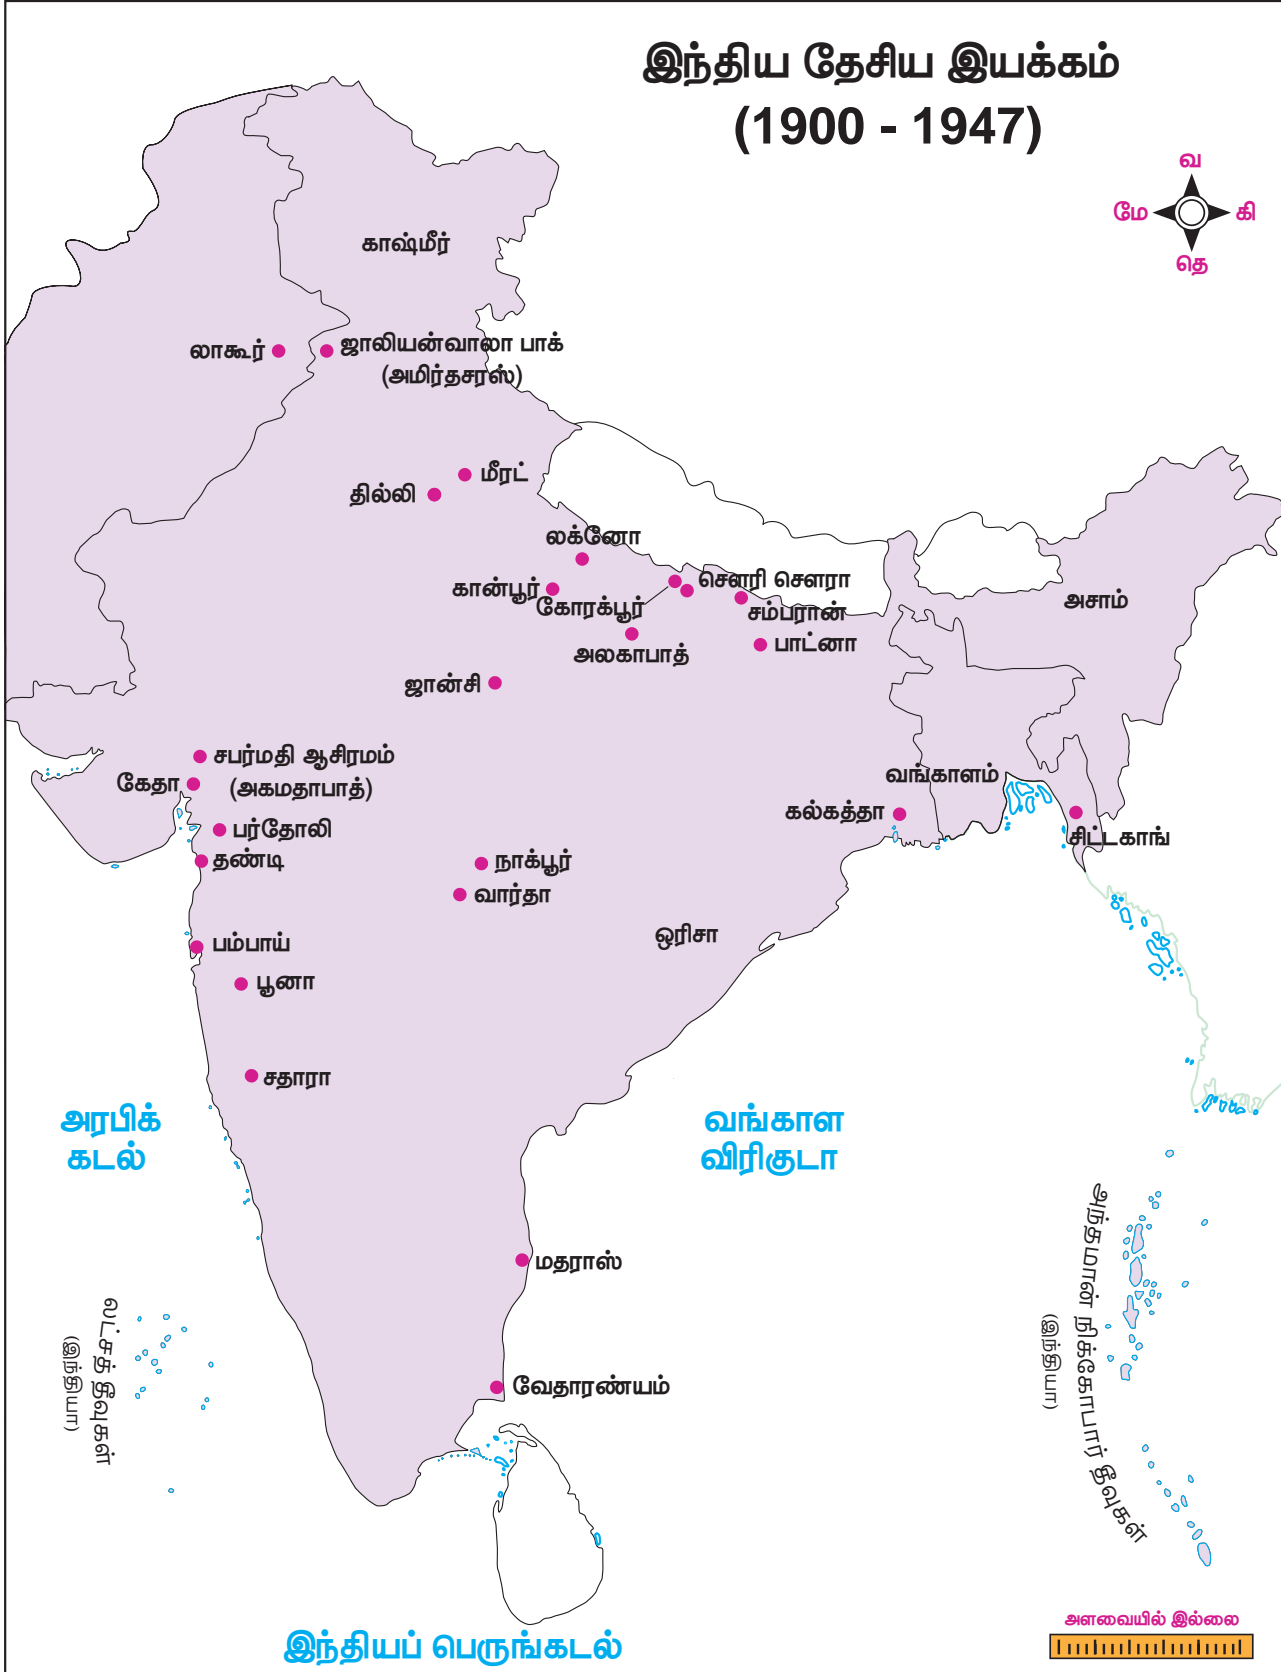 இந்திய தேசிய இயக்கம்
(1900 - 1947)
வ
மே
கி
தெ
காஷ்மீர்
லாகூர்
ஜாலியன்வாலா பாக்
(அமிர்தசரஸ்)
மீரட்
தில்லி
லக்னோ
கான்பூர்
சௌரி சௌரா
கோரக்பூர்
சம்பரான்
அசாம்
அலகாபாத்
பாட்னா
ஜான்சி
சபர்மதி ஆசிரமம்
(அகமதாபாத்)
கேதா
வங்காளம்
கல்கத்தா
பர்தோலி
சிட்டகாங்
தண்டி
நாக்பூர்
வார்தா
ஒரிசா
பம்பாய்
பூனா
சதாரா
அரபிக்
கடல்
வங்காள
விரிகுடா
மதராஸ்
அந்தமான் நிக்கோபார் தீவுகள்
(இந்தியா)
லட்சத்தீவுகள்
(இந்தியா)
வேதாரண்யம்
இந்தியப் பெருங்கடல்
அளவையில் இல்லை